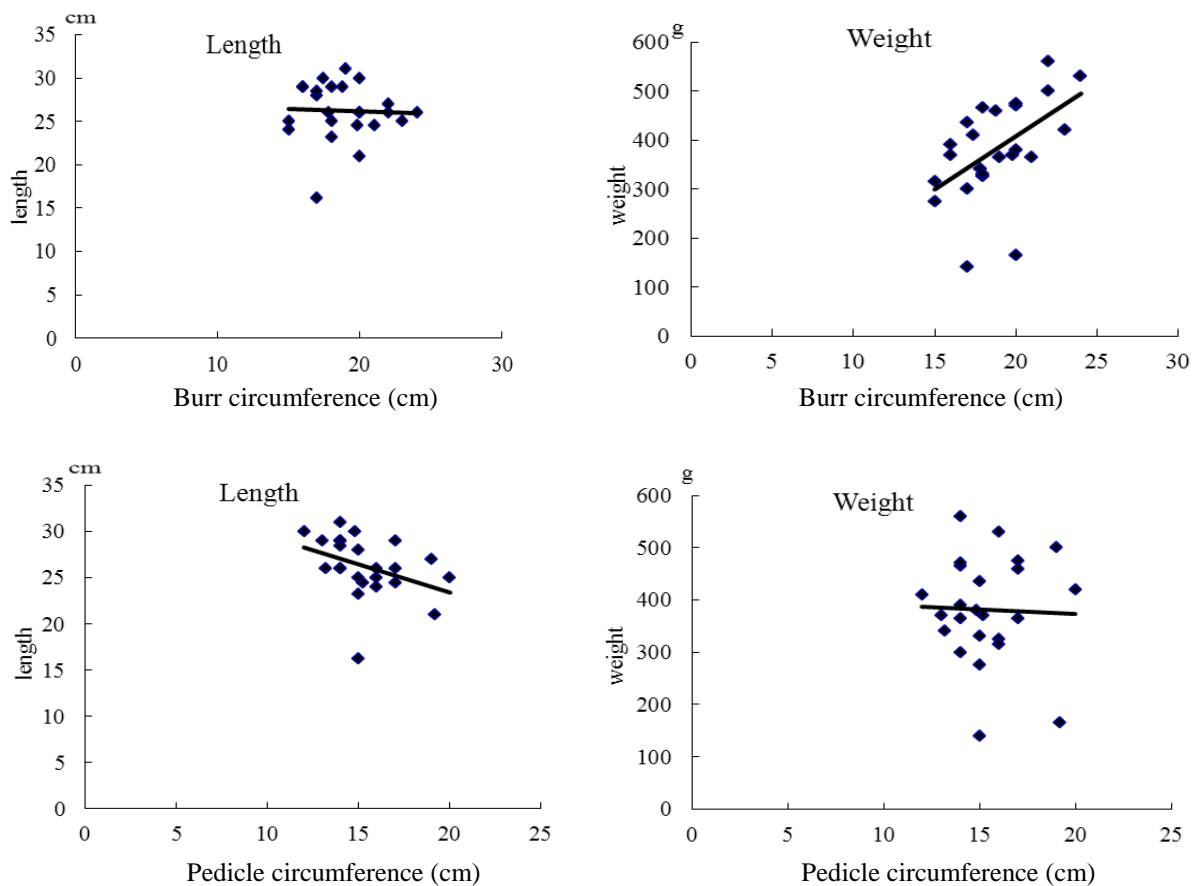 cm
Length
35
30
25
20
15
10
5
0
length
0 10 20 30
Burr circumference (cm)
g
Weight
600
500
400
300
200
100
0
weight
0 5 10 15 20 25 30
Burr circumference (cm)
cm
Length
35
30
25
20
15
10
5
0
length
0 5 10 15 20 25
Pedicle circumference (cm)
g
Weight
600
500
400
300
200
100
0
weight
0 5 10 15 20 25
Pedicle circumference (cm)